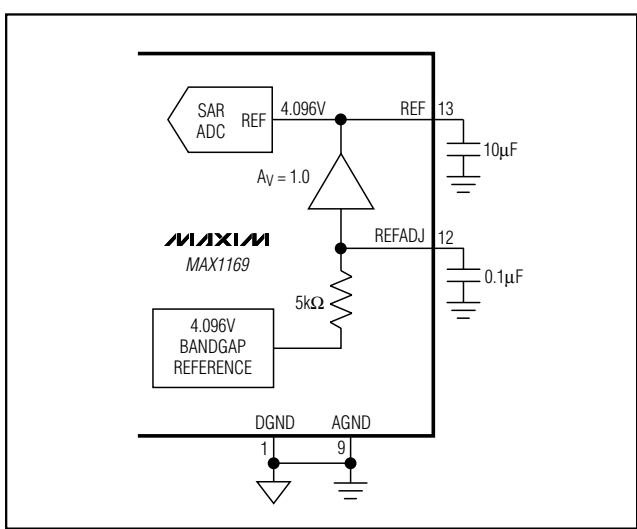 SAR
ADC
REF
4.096V
REF
13
10μF
AV = 1.0
REFADJ
12
MAXIM
MAX1169
0.1μF
5kΩ
4.096V
BANDGAP
REFERENCE
DGND
AGND
1
9